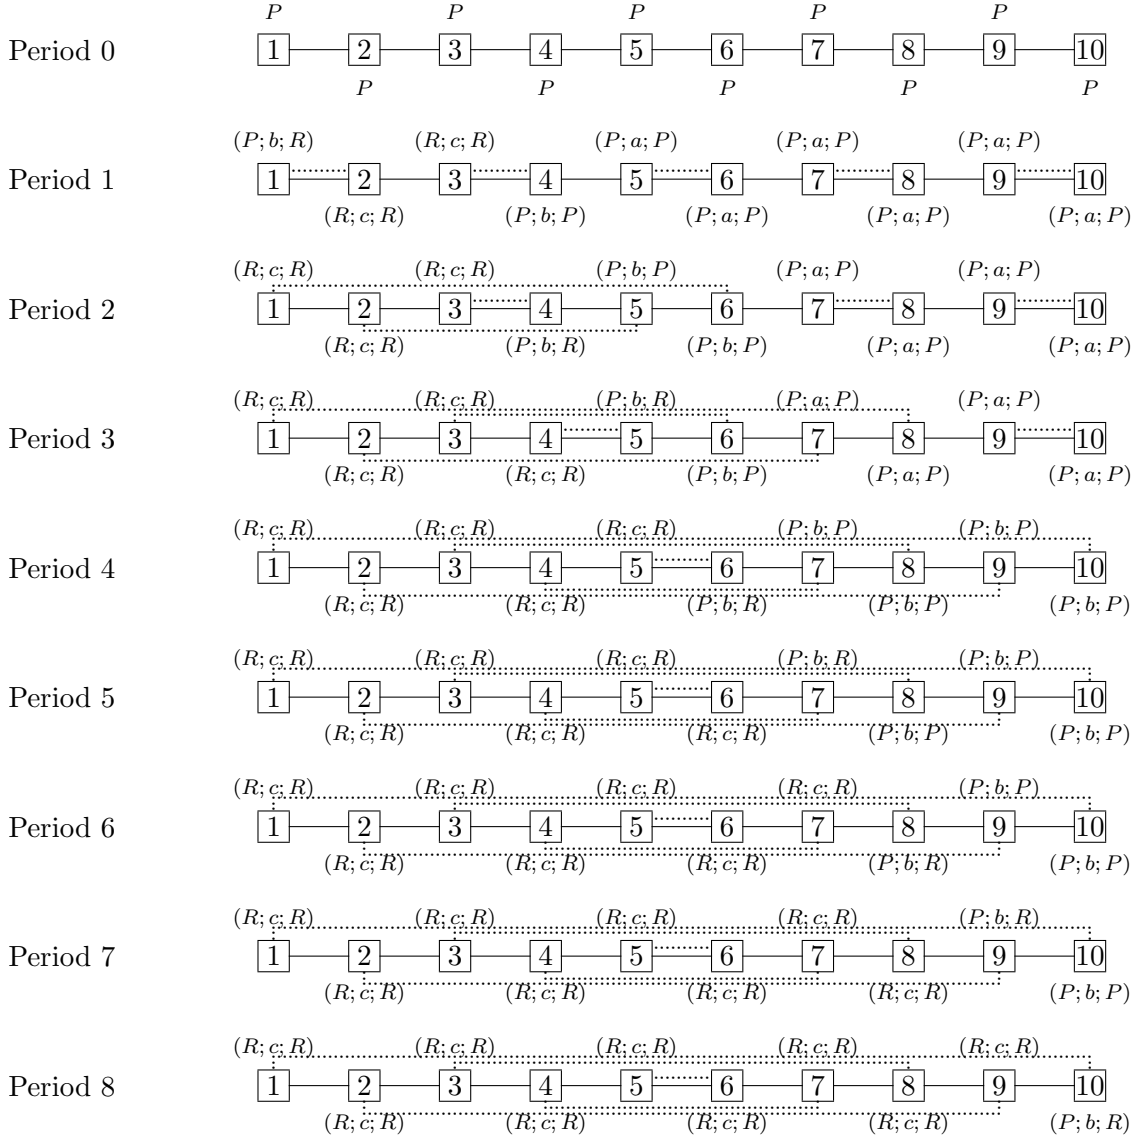 P P P P P
Period 0 1 2 3 4 5 6 7 8 9 10
P P P P P
(P; b; R) (R; c; R) (P; a; P) (P; a; P) (P; a; P)
Period 1 1 2 3 4 5 6 7 8 9 10
(R; c; R) (P; b; P) (P; a; P) (P; a; P) (P; a; P)
(R; c; R) (R; c; R) (P; b; P) (P; a; P) (P; a; P)
Period 2 1 2 3 4 5 6 7 8 9 10
(R; c; R) (P; b; R) (P; b; P) (P; a; P) (P; a; P)
(R; c; R) (R; c; R) (P; b; R) (P; a; P) (P; a; P)
Period 3 1 2 3 4 5 6 7 8 9 10
(R; c; R) (R; c; R) (P; b; P) (P; a; P) (P; a; P)
(R; c; R) (R; c; R) (R; c; R) (P; b; P) (P; b; P)
Period 4 1 2 3 4 5 6 7 8 9 10
(R; c; R) (R; c; R) (P; b; R) (P; b; P) (P; b; P)
(R; c; R) (R; c; R) (R; c; R) (P; b; R) (P; b; P)
Period 5 1 2 3 4 5 6 7 8 9 10
(R; c; R) (R; c; R) (R; c; R) (P; b; P) (P; b; P)
(R; c; R) (R; c; R) (R; c; R) (R; c; R) (P; b; P)
Period 6 1 2 3 4 5 6 7 8 9 10
(R; c; R) (R; c; R) (R; c; R) (P; b; R) (P; b; P)
(R; c; R) (R; c; R) (R; c; R) (R; c; R) (P; b; R)
Period 7 1 2 3 4 5 6 7 8 9 10
(R; c; R) (R; c; R) (R; c; R) (R; c; R) (P; b; P)
(R; c; R) (R; c; R) (R; c; R) (R; c; R) (R; c; R)
Period 8 1 2 3 4 5 6 7 8 9 10
(R; c; R) (R; c; R) (R; c; R) (R; c; R) (P; b; R)